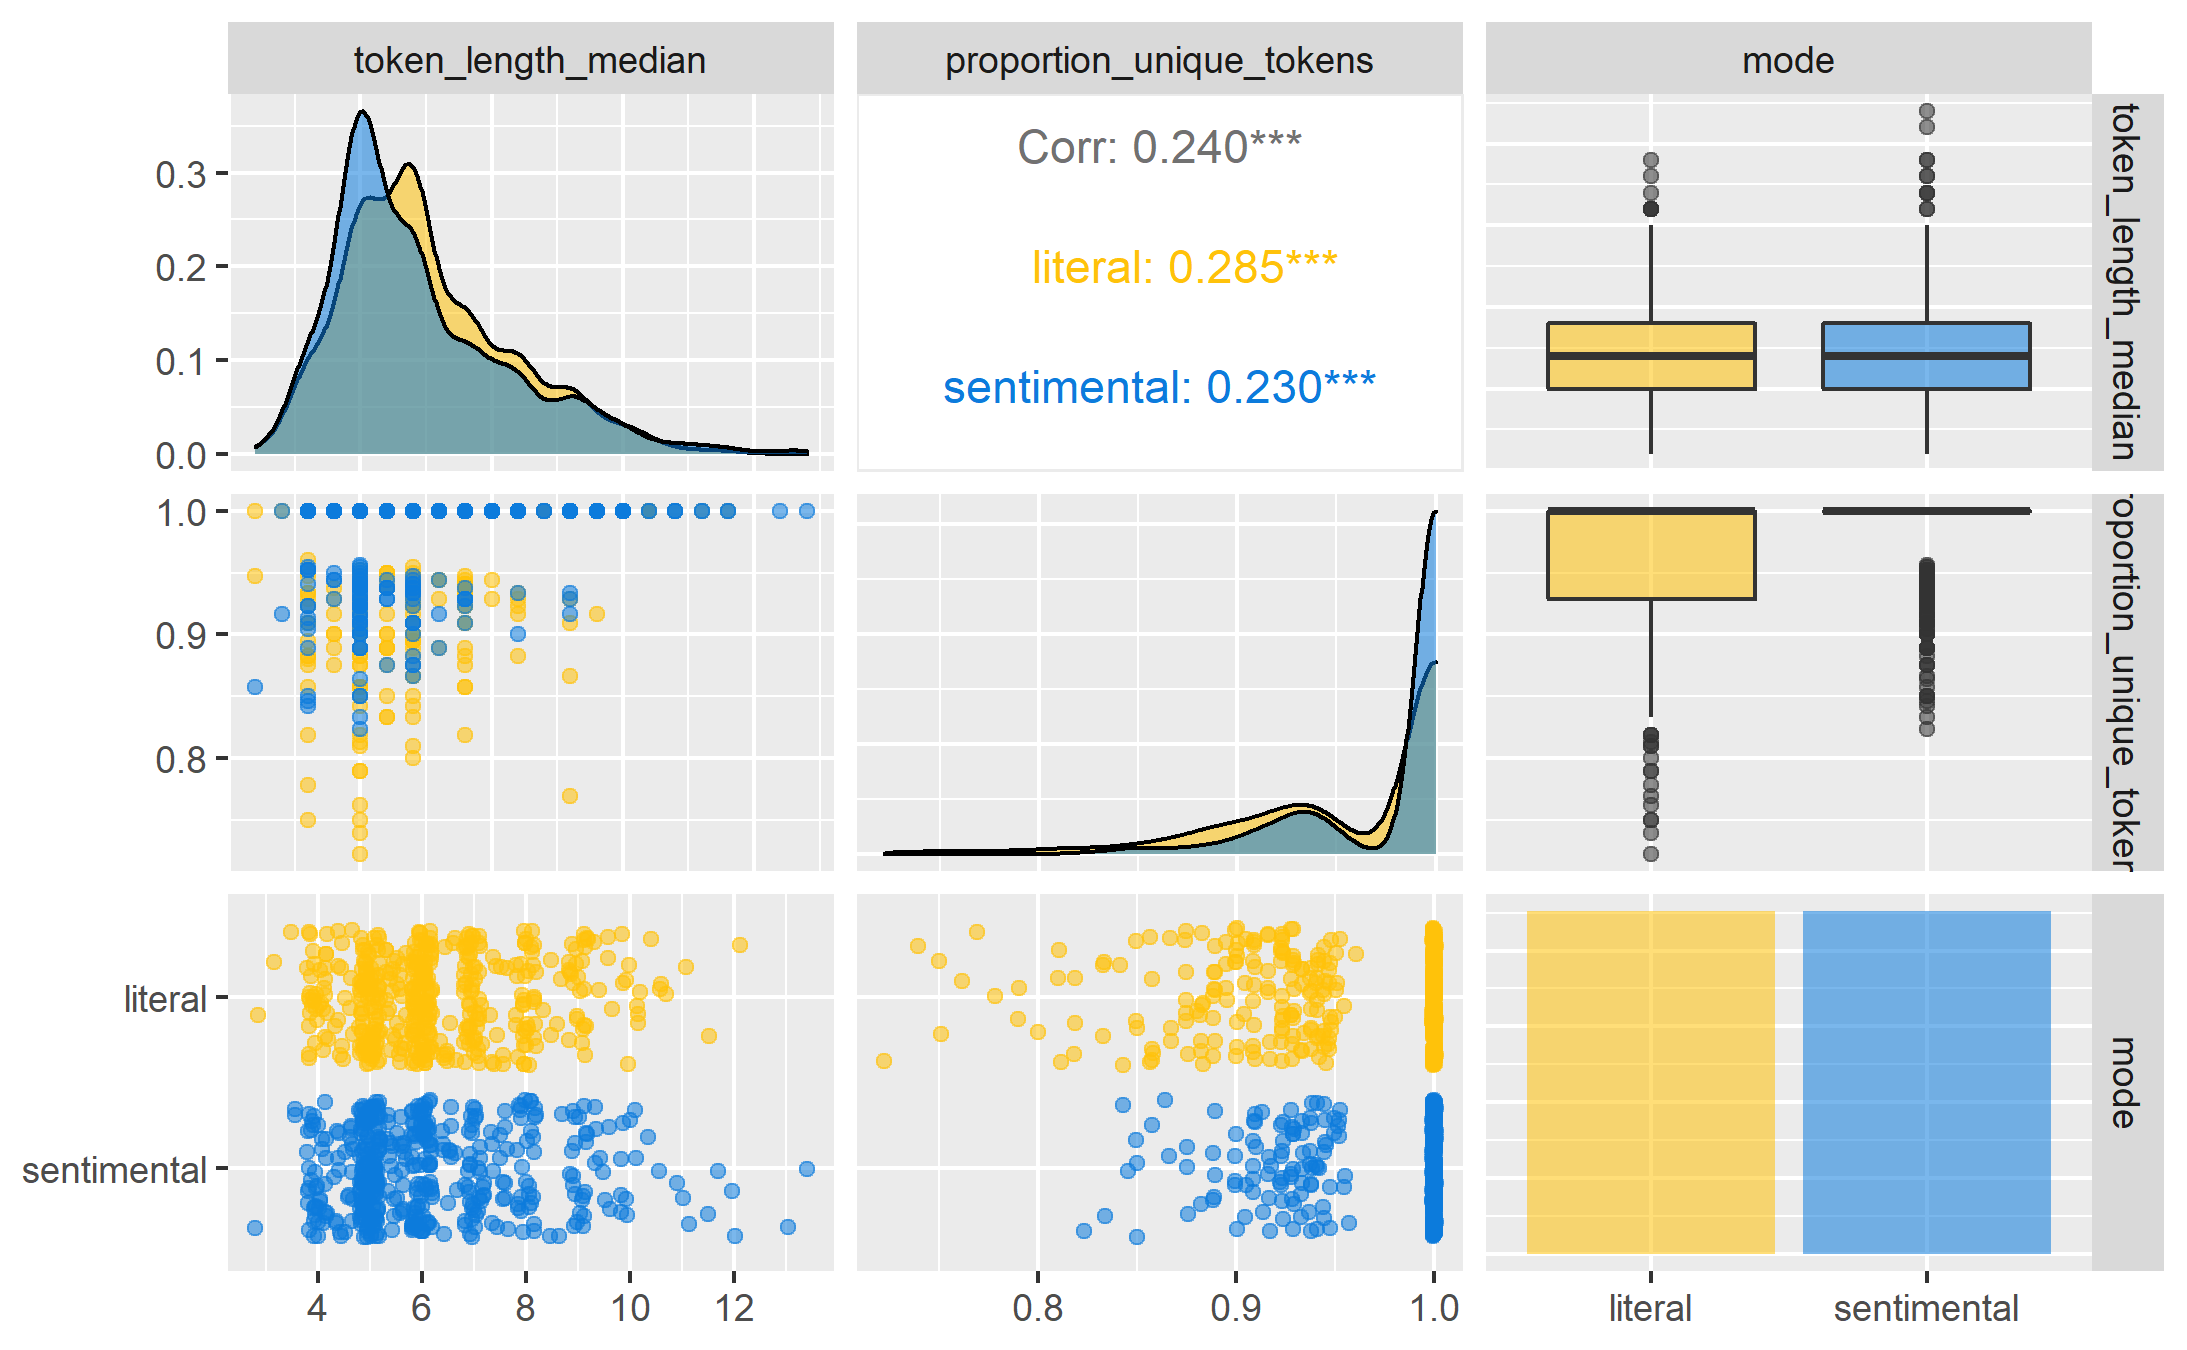 token_length_median
proportion_unique_tokens
mode
0.3
0.2
0.1
0.0
Corr: 0.240***
literal: 0.285***
sentimental: 0.230***
token_length_median
1.0
0.9
0.8
oportion_unique_token
literal
sentimental
mode
4 6 8 10 12
0.8 0.9 1.0
literal sentimental